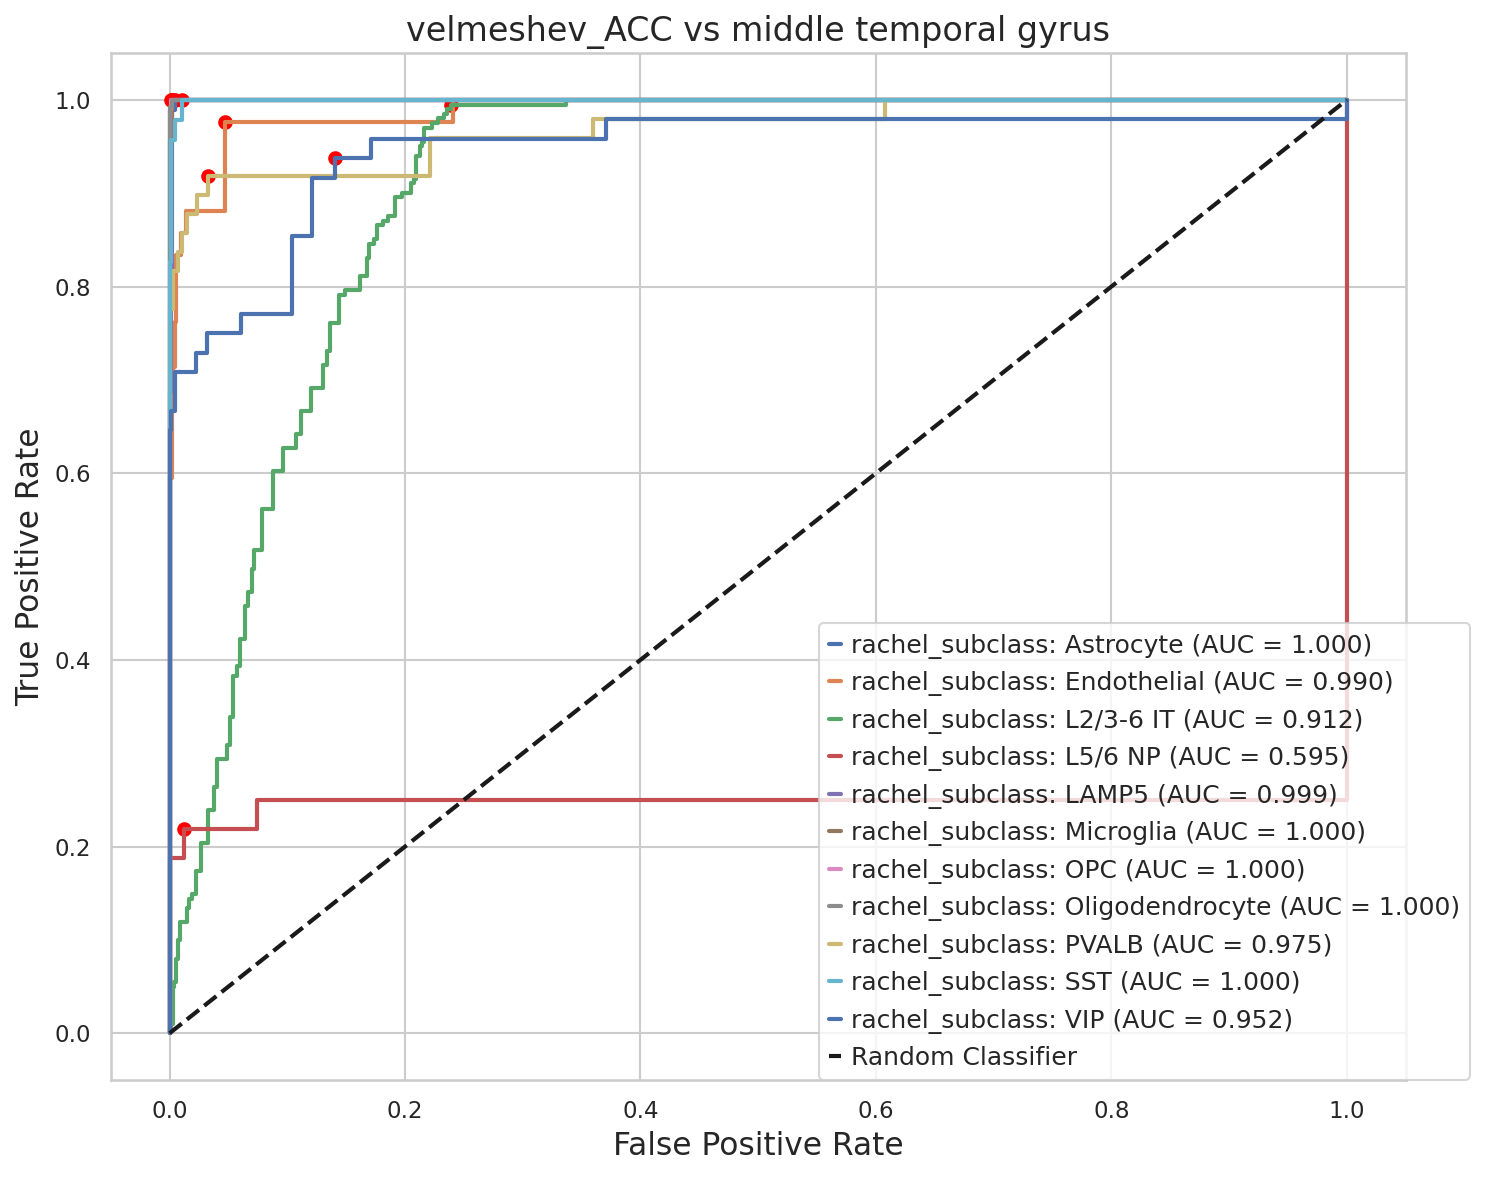 velmeshev_ACC vs middle temporal gyrus
True Positive Rate
1.0
0.8
0.6
0.4
0.2
0.0
rachel_subclass: Astrocyte (AUC = 1.000)
rachel_subclass: Endothelial (AUC = 0.990)
rachel_subclass: L2/3-6 IT (AUC = 0.912)
rachel_subclass: L5/6 NP (AUC = 0.595)
rachel_subclass: LAMP5 (AUC = 0.999)
rachel_subclass: Microglia (AUC = 1.000)
rachel_subclass: OPC (AUC = 1.000)
rachel_subclass: Oligodendrocyte (AUC = 1.000)
rachel_subclass: PVALB (AUC = 0.975)
rachel_subclass: SST (AUC = 1.000)
rachel_subclass: VIP (AUC = 0.952)
Random Classifier
0.0 0.2 0.4 0.6 0.8 1.0
False Positive Rate